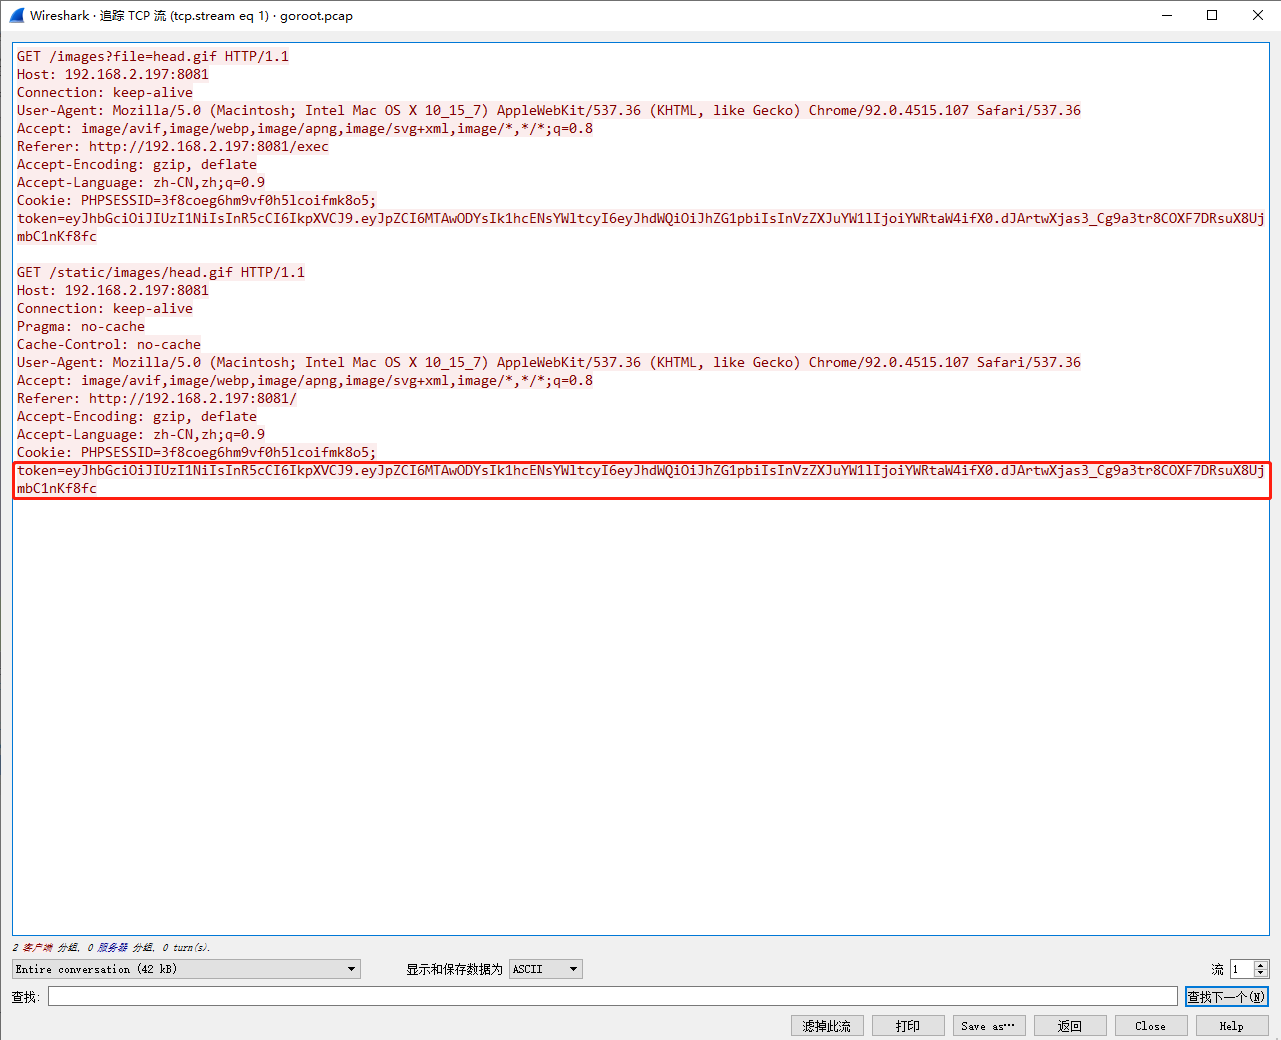 Wireshark · 追踪 TCP 流 (tcp.stream eq 1) · goroot.pcap
GET /images?file=head.gif HTTP/1.1
Host: 192.168.2.197:8081
Connection: keep-alive
User-Agent: Mozilla/5.0 (Macintosh; Intel Mac OS X 10_15_7) AppleWebKit/537.36 (KHTML, like Gecko) Chrome/92.0.4515.107 Safari/537.36
Accept: image/avif,image/webp,image/apng,image/svg+xml,image/*,*/*;q=0.8
Referer: http://192.168.2.197:8081/exec
Accept-Encoding: gzip, deflate
Accept-Language: zh-CN,zh;q=0.9
Cookie: PHPSESSID=3f8coeg6hm9vf0h5lcoifmk8o5;
token=eyJhbGciOiJIUzI1NiIsInR5cCI6IkpXVCJ9.eyJpZCI6MTAwODYsIk1hcENsYWltcyI6eyJhdWQiOiJhZG1pbiIsInVzZXJuYW1lIjoiYWRtaW4ifX0.dJArtwXjas3_Cg9a3tr8COXF7DRsuX8Uj
mbC1nKf8fc
GET /static/images/head.gif HTTP/1.1
Host: 192.168.2.197:8081
Connection: keep-alive
Pragma: no-cache
Cache-Control: no-cache
User-Agent: Mozilla/5.0 (Macintosh; Intel Mac OS X 10_15_7) AppleWebKit/537.36 (KHTML, like Gecko) Chrome/92.0.4515.107 Safari/537.36
Accept: image/avif,image/webp,image/apng,image/svg+xml,image/*,*/*;q=0.8
Referer: http://192.168.2.197:8081/
Accept-Encoding: gzip, deflate
Accept-Language: zh-CN,zh;q=0.9
Cookie: PHPSESSID=3f8coeg6hm9vf0h5lcoifmk8o5;
token=eyJhbGciOiJIUzI1NiIsInR5cCI6IkpXVCJ9.eyJpZCI6MTAwODYsIk1hcENsYWltcyI6eyJhdWQiOiJhZG1pbiIsInVzZXJuYW1lIjoiYWRtaW4ifX0.dJArtwXjas3_Cg9a3tr8COXF7DRsuX8Uj
mbC1nKf8fc
2 客户端 分组, 0 服务器 分组, 0 turn(s).
Entire conversation (42 kB) 显示和保存数据为 ASCII 流 1
查找: 查找下一个(N)
滤掉此流 打印 Save as… 返回 Close Help